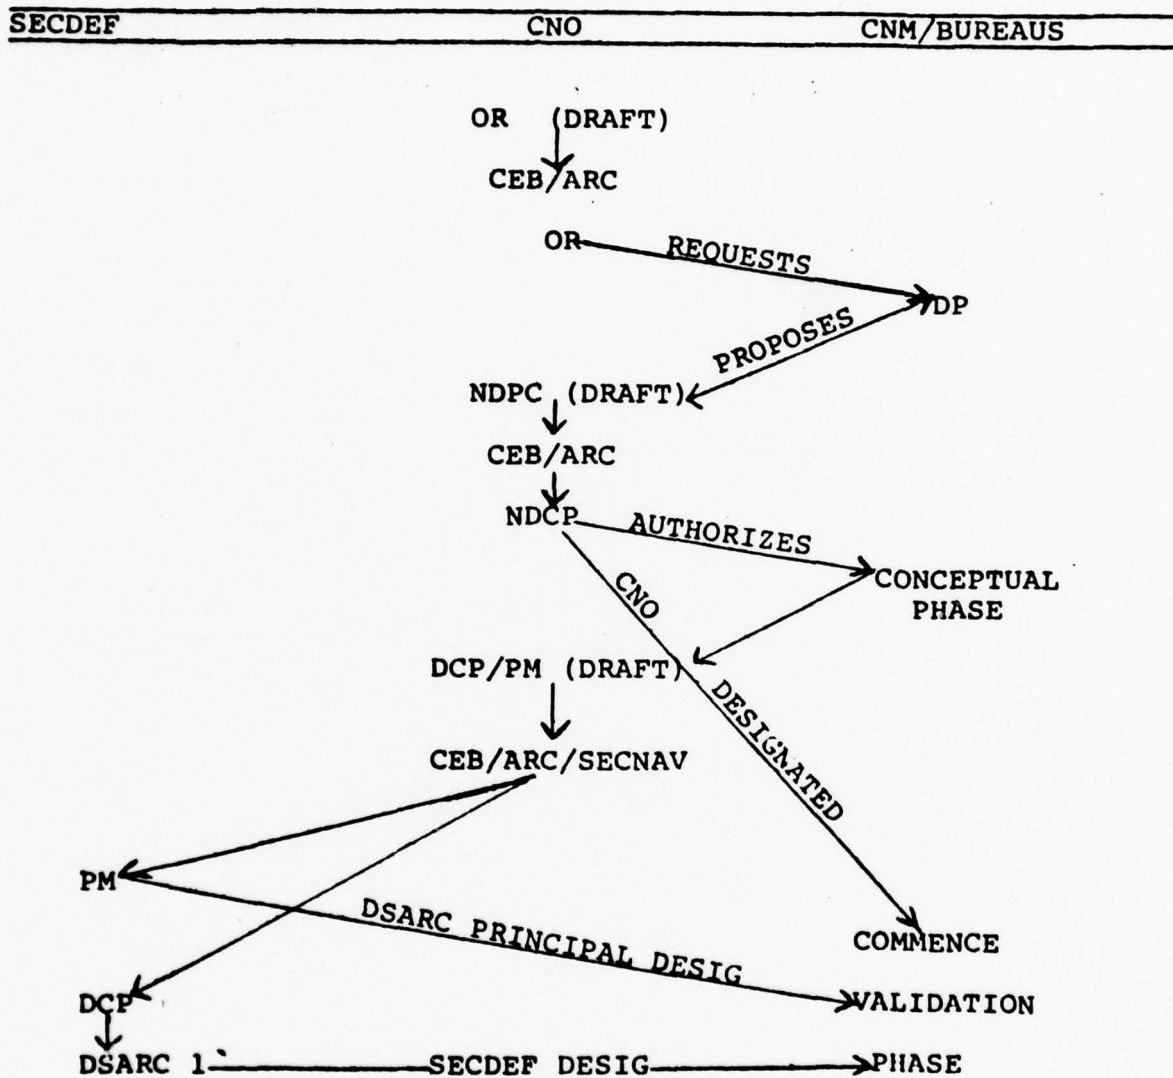 SECDEF CNO CNM/BUREAUS
OR (DRAFT)
CEB/ARC
OR REQUESTS
DP
PROPOSES
NDPC (DRAFT)
CEB/ARC
NDCP AUTHORIZES
CONCEPTUAL
PHASE
CNO
DCP/PM (DRAFT)
DESIGNATED
CEB/ARC/SECNAV
PM
DSARC PRINCIPAL DESIG
COMMENCE
DCP VALIDATION
DSARC 1 SECDEF DESIG PHASE